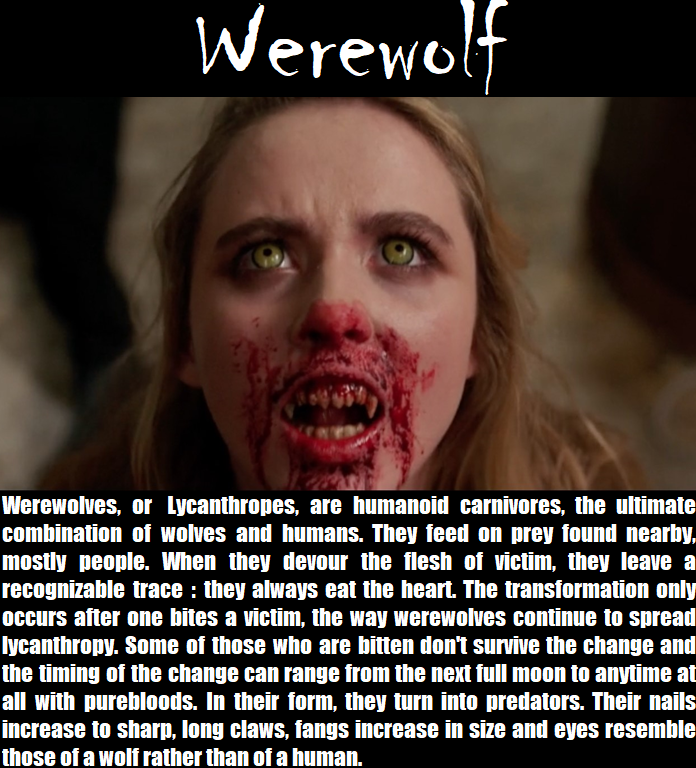 Werewolf
Werewolves, or Lycanthropes, are humanoid carnivores, the ultimate
combination of wolves and humans. They feed on prey found nearby,
mostly people. When they devour the flesh of victim, they leave a
recognizable trace : they always eat the heart. The transformation only
occurs after one bites a victim, the way werewolves continue to spread
lycanthropy. Some of those who are bitten don't survive the change and
the timing of the change can range from the next full moon to anytime at
all with purebloods. In their form, they turn into predators. Their nails
increase to sharp, long claws, fangs increase in size and eyes resemble
those of a wolf rather than of a human.